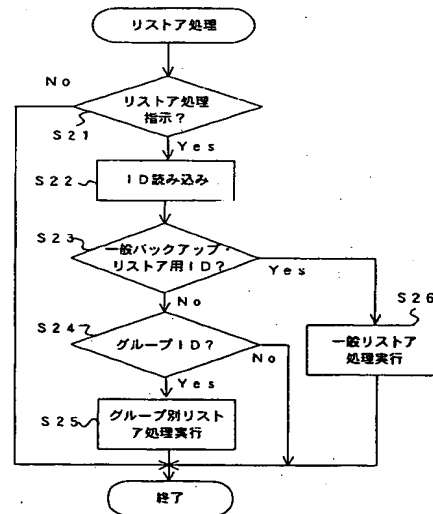 リストア処理
No
リストア処理
指示?
S21
Yes
S22
ID読み込み
S23
一般バックアップ・
リストア用ID?
Yes
No
S26
S24
グループID?
No
一般リストア
処理実行
Yes
S25
グループ別リスト
ア処理実行
終了